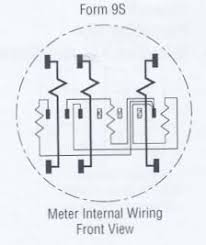 Form 9S
Meter Internal Wiring
Front View